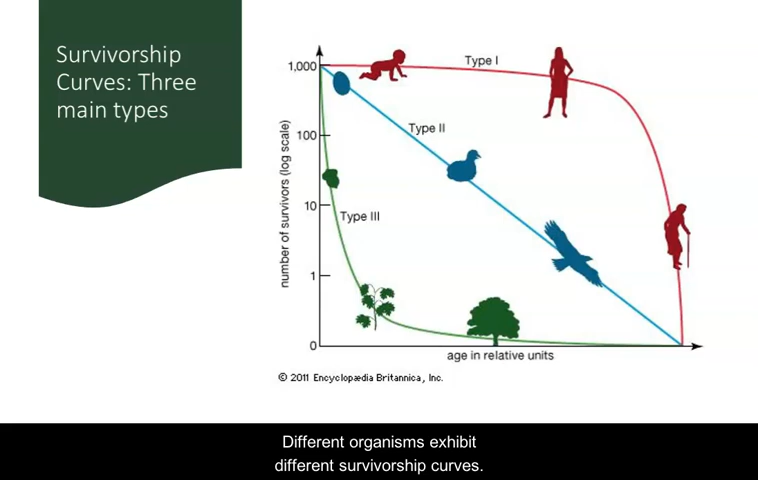 Survivorship
Curves: Three
main types
number of survivors (log scale)
1,000
100
10
1
0
Type I
Type II
Type III
age in relative units
© 2011 Encyclopædia Britannica, Inc.
Different organisms exhibit
different survivorship curves.